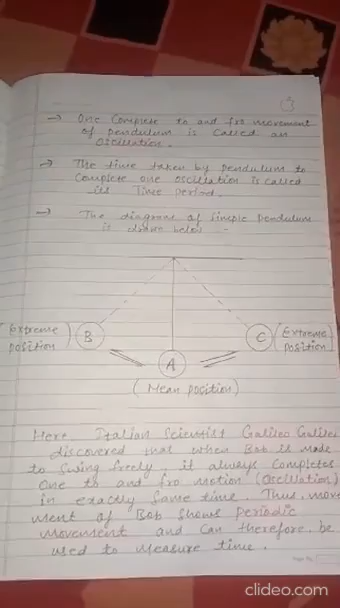 → One Complete to and fro movement
of pendulum is called an
oscillation.
→ The time taken by pendulum to
complete one oscillation is called
its Time Period.
→ The diagram of simple pendulum
is drawn below :-
(Extreme position) B
C (Extreme position)
A
(Mean position)
Here, Italian Scientist Galileo Galilei
discovered that when Bob is made
to swing freely, it always completes
one to and fro motion (oscillation)
in exactly same time. Thus, move
ment of Bob shows periodic
movement and can therefore, be
used to measure time.
Page No.
clideo.com